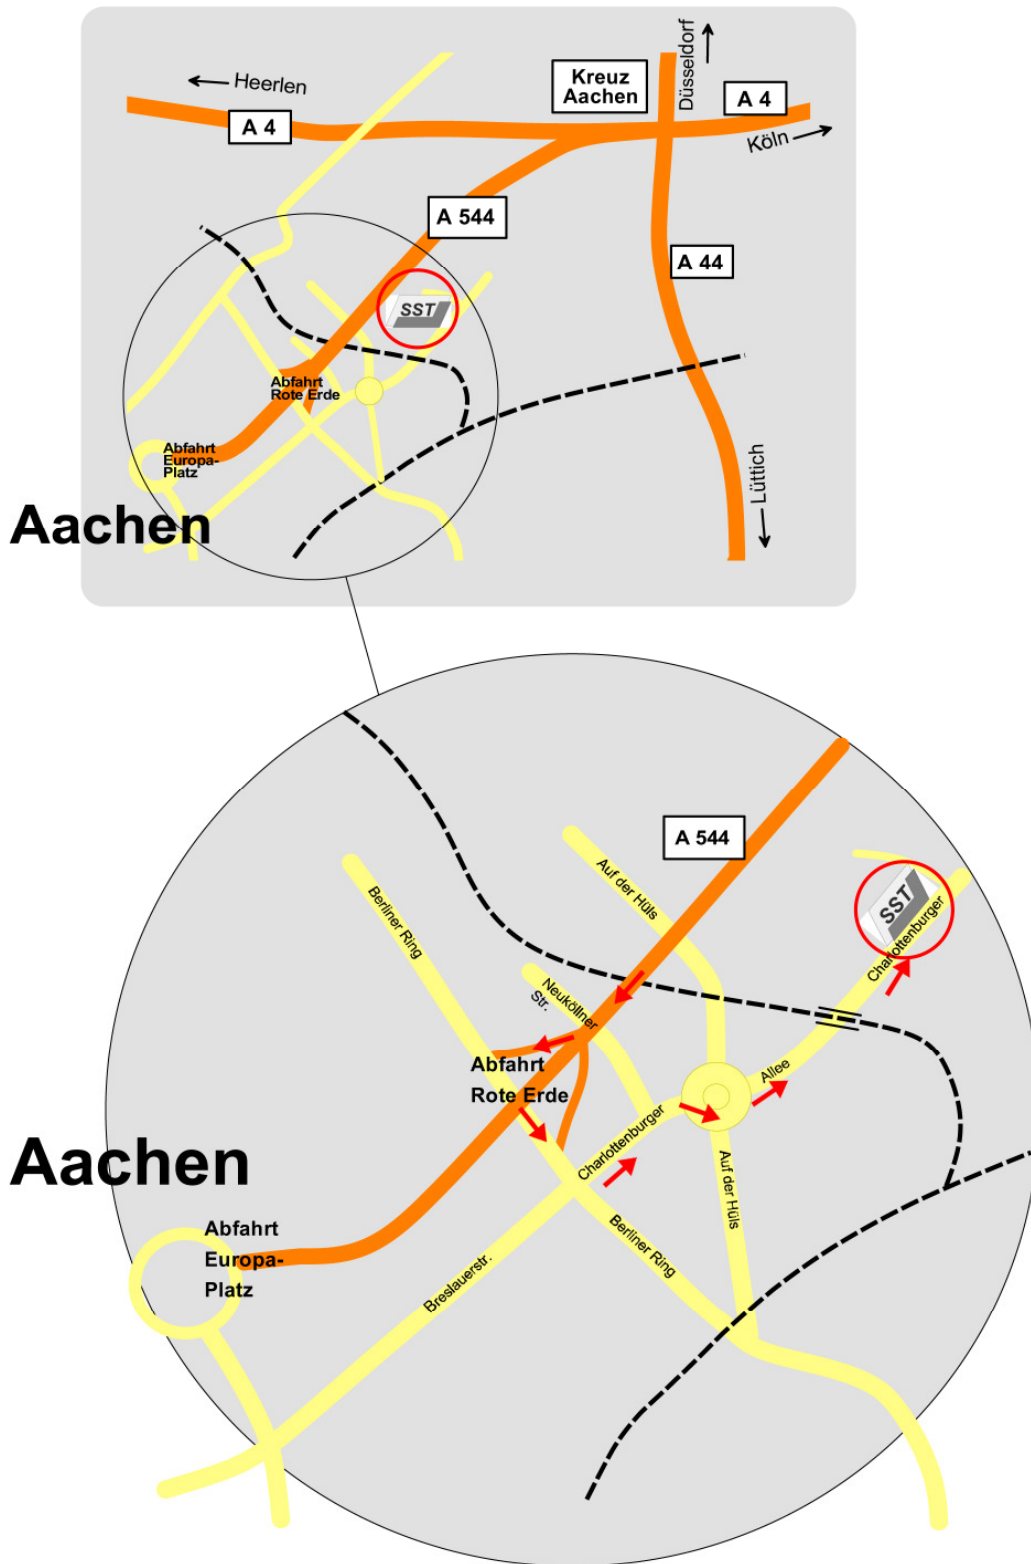 Düsseldorf
Heerlen
Kreuz
Aachen
A 4
A 4
Köln
A 544
A 44
SST
Abfahrt
Rote Erde
Abfahrt
Europa-
Platz
Lüttich
Aachen
A 544
Auf der Hüls
SST
Berliner Ring
Charlottenburger
Neuköllner
Str.
Abfahrt
Rote Erde
Allee
Charlottenburger
Aachen
Auf der Hüls
Abfahrt
Europa-
Platz
Berliner Ring
Breslauerstr.